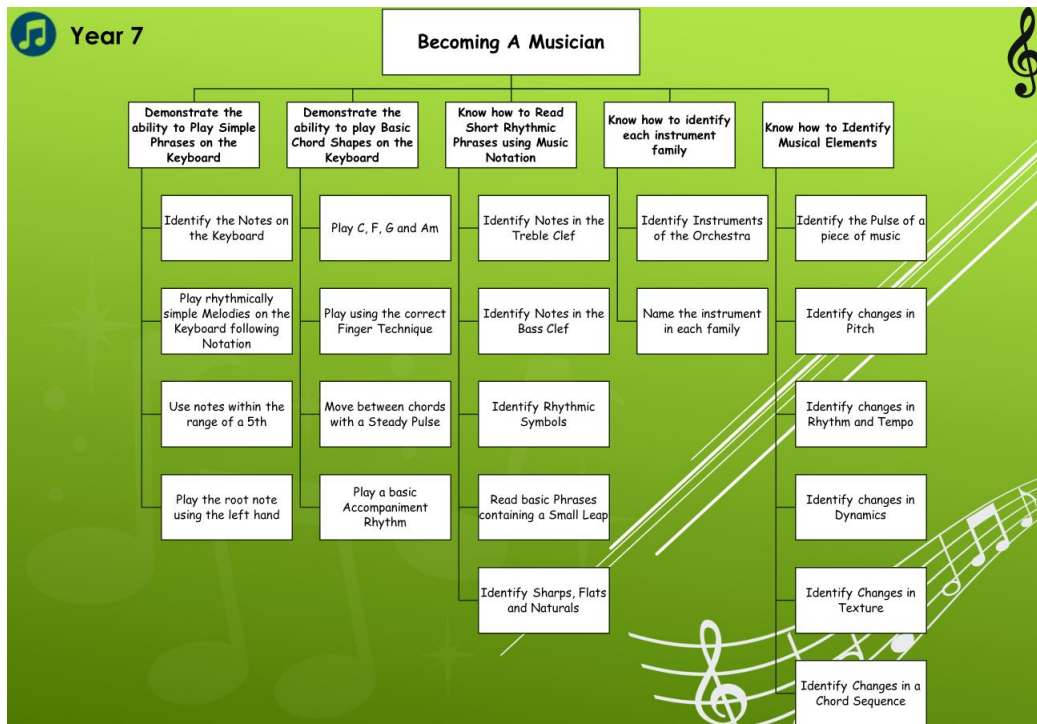 Year 7
Becoming A Musician
Demonstrate the
ability to Play Simple
Phrases on the
Keyboard
Identify the Notes on
the Keyboard
Play rhythmically
simple Melodies on the
Keyboard following
Notation
Use notes within the
range of a 5th
Play the root note
using the left hand
Demonstrate the
ability to play Basic
Chord Shapes on the
Keyboard
Play C, F, G and Am
Play using the correct
Finger Technique
Move between chords
with a Steady Pulse
Play a basic
Accompaniment
Rhythm
Know how to Read
Short Rhythmic
Phrases using Music
Notation
Identify Notes in the
Treble Clef
Identify Notes in the
Bass Clef
Identify Rhythmic
Symbols
Read basic Phrases
containing a Small Leap
Identify Sharps, Flats
and Naturals
Know how to identify
each instrument
family
Identify Instruments
of the Orchestra
Name the instrument
in each family
Know how to Identify
Musical Elements
Identify the Pulse of a
piece of music
Identify changes in
Pitch
Identify changes in
Rhythm and Tempo
Identify changes in
Dynamics
Identify Changes in
Texture
Identify Changes in a
Chord Sequence